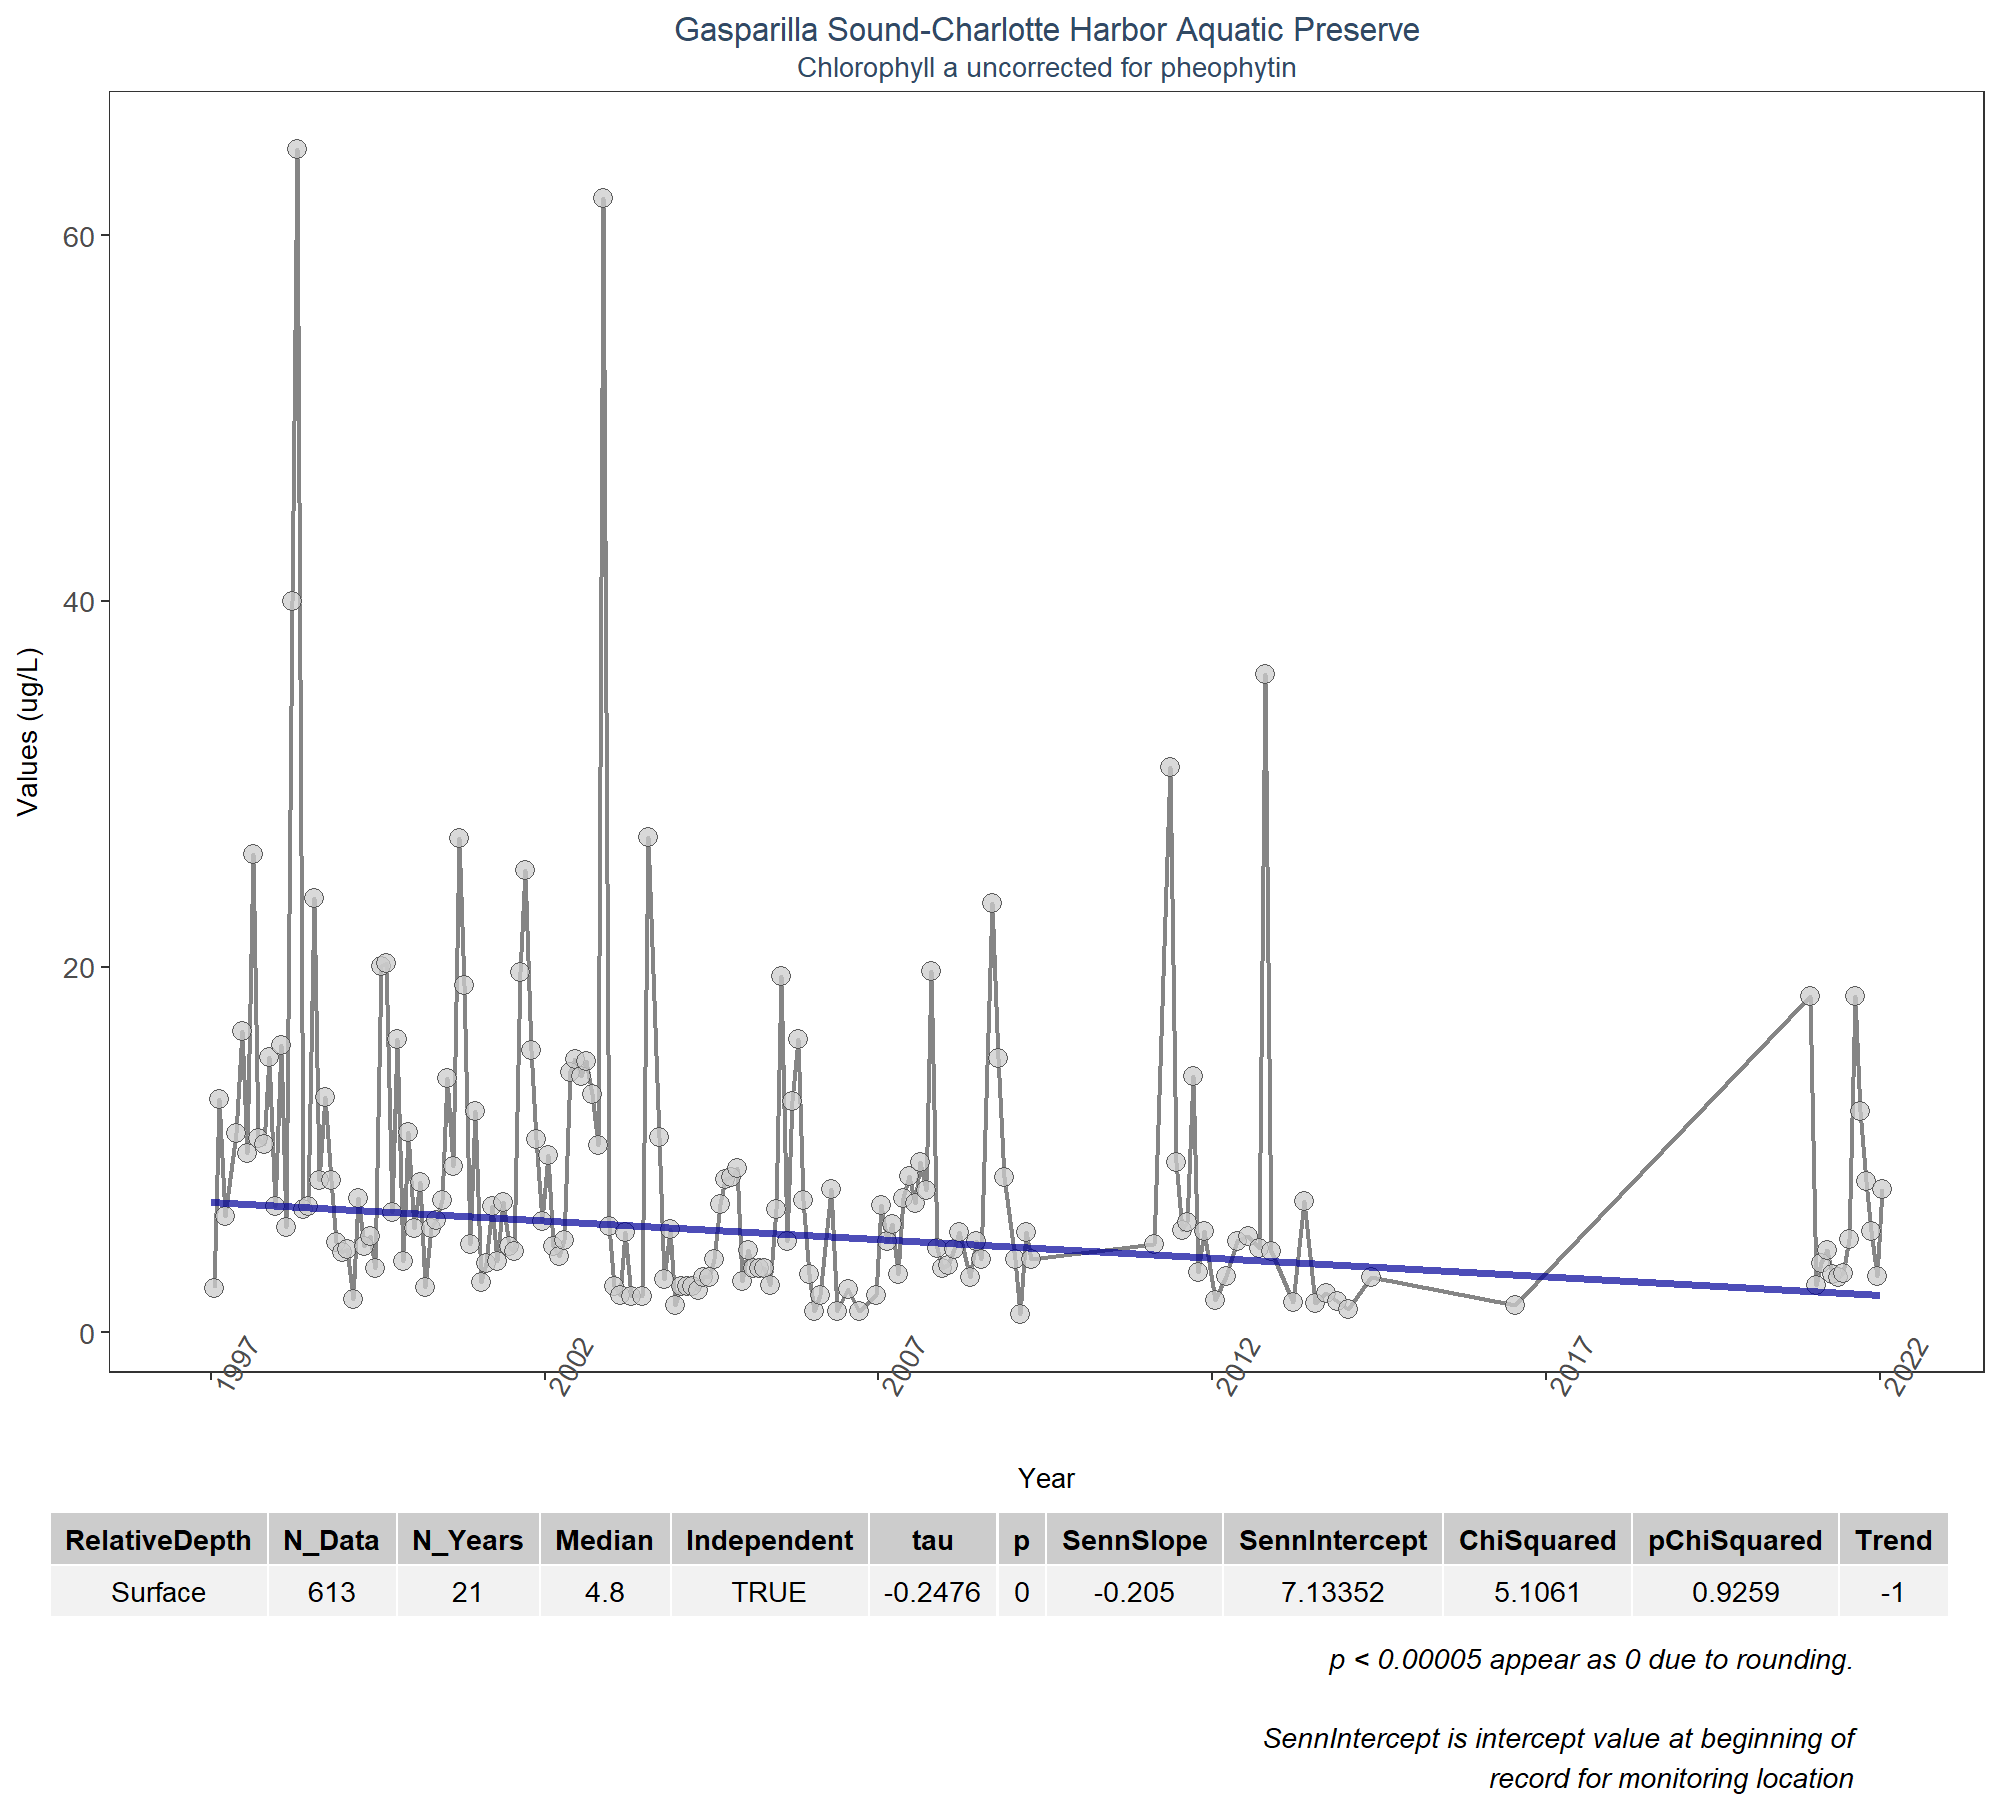 Gasparilla Sound-Charlotte Harbor Aquatic Preserve
Chlorophyll a uncorrected for pheophytin
Values (ug/L)
60
40
20
0
1997 2002 2007 2012 2017 2022
Year
RelativeDepth N_Data N_Years Median Independent tau p SennSlope SennIntercept ChiSquared pChiSquared Trend
Surface 613 21 4.8 TRUE -0.2476 0 -0.205 7.13352 5.1061 0.9259 -1
p < 0.00005 appear as 0 due to rounding.
SennIntercept is intercept value at beginning of
record for monitoring location